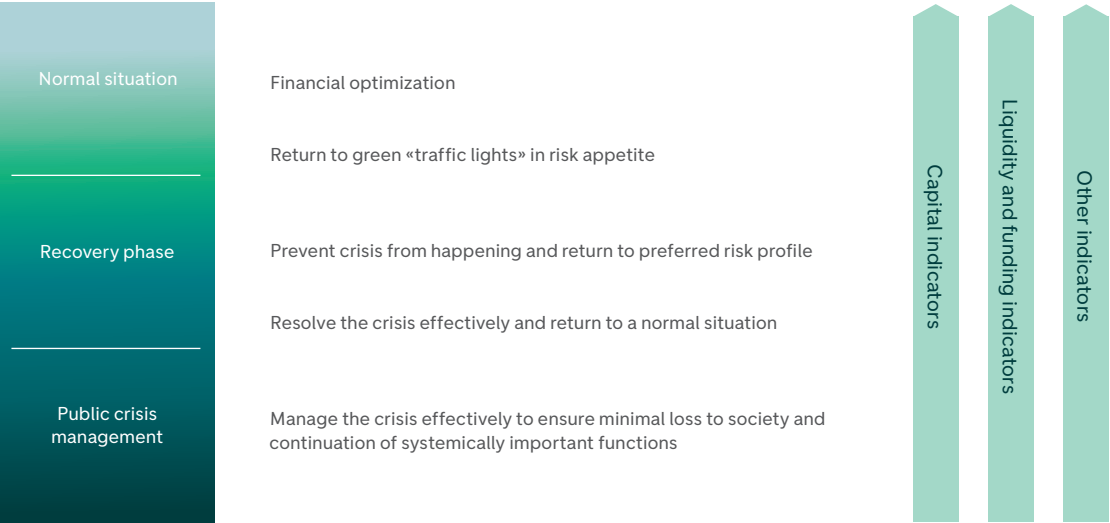 Normal situation
Financial optimization
Return to green «traffic lights» in risk appetite
Recovery phase
Prevent crisis from happening and return to preferred risk profile
Resolve the crisis effectively and return to a normal situation
Public crisis
management
Manage the crisis effectively to ensure minimal loss to society and
continuation of systemically important functions
Capital indicators
Liquidity and funding indicators
Other indicators